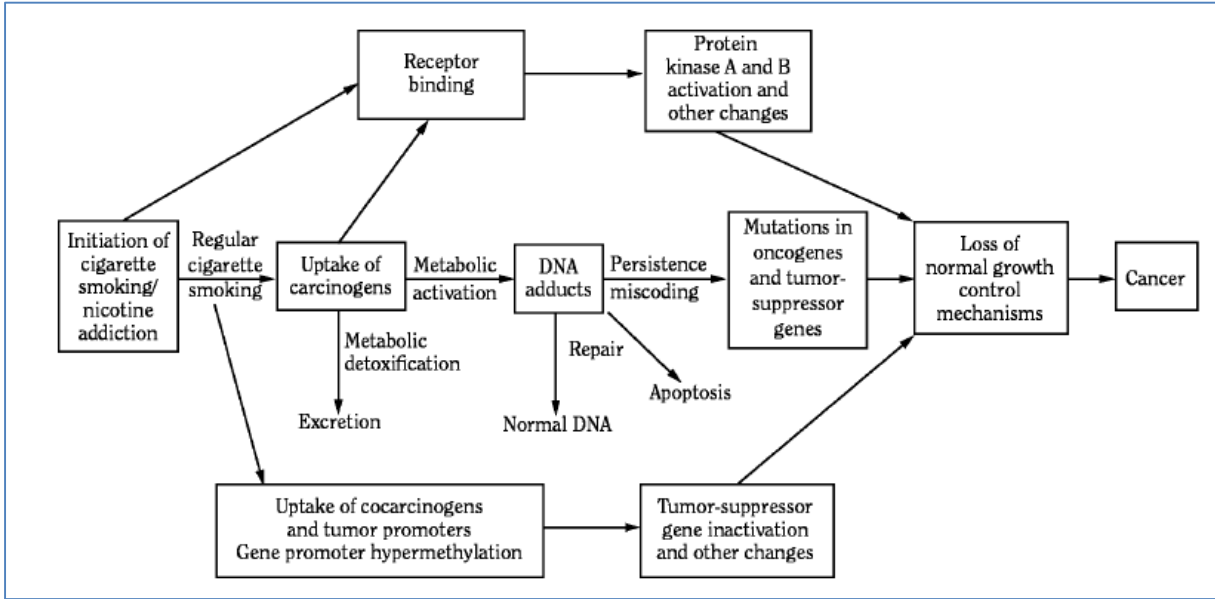 Receptor
binding
Protein
kinase A and B
activation and
other changes
Initiation of
cigarette
smoking/
nicotine
addiction
Regular
cigarette
smoking
Uptake of
carcinogens
Metabolic
activation
DNA
adducts
Persistence
miscoding
Mutations in
oncogenes
and tumor-
suppressor
genes
Loss of
normal growth
control
mechanisms
Cancer
Metabolic
detoxification
Excretion
Repair
Normal DNA
Apoptosis
Uptake of cocarcinogens
and tumor promoters
Gene promoter hypermethylation
Tumor-suppressor
gene inactivation
and other changes